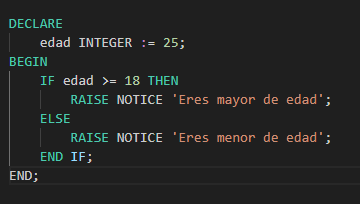 DECLARE
    edad INTEGER := 25;
BEGIN
    IF edad >= 18 THEN
        RAISE NOTICE 'Eres mayor de edad';
    ELSE
        RAISE NOTICE 'Eres menor de edad';
    END IF;
END;